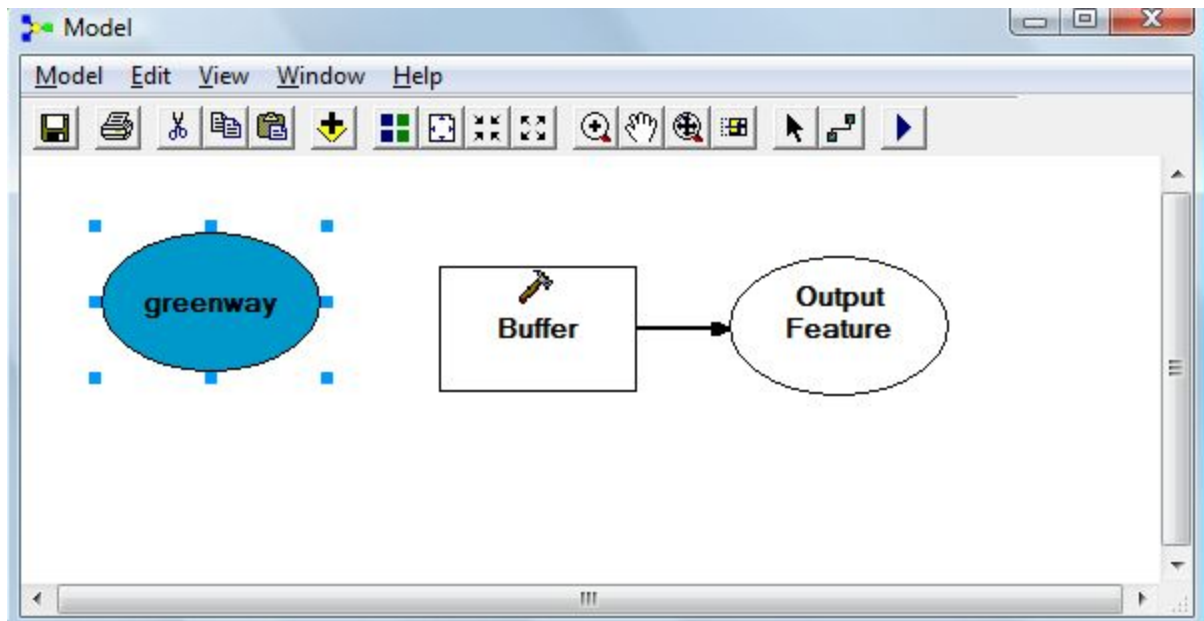 Model
Model Edit View Window Help
greenway
Buffer
Output
Feature